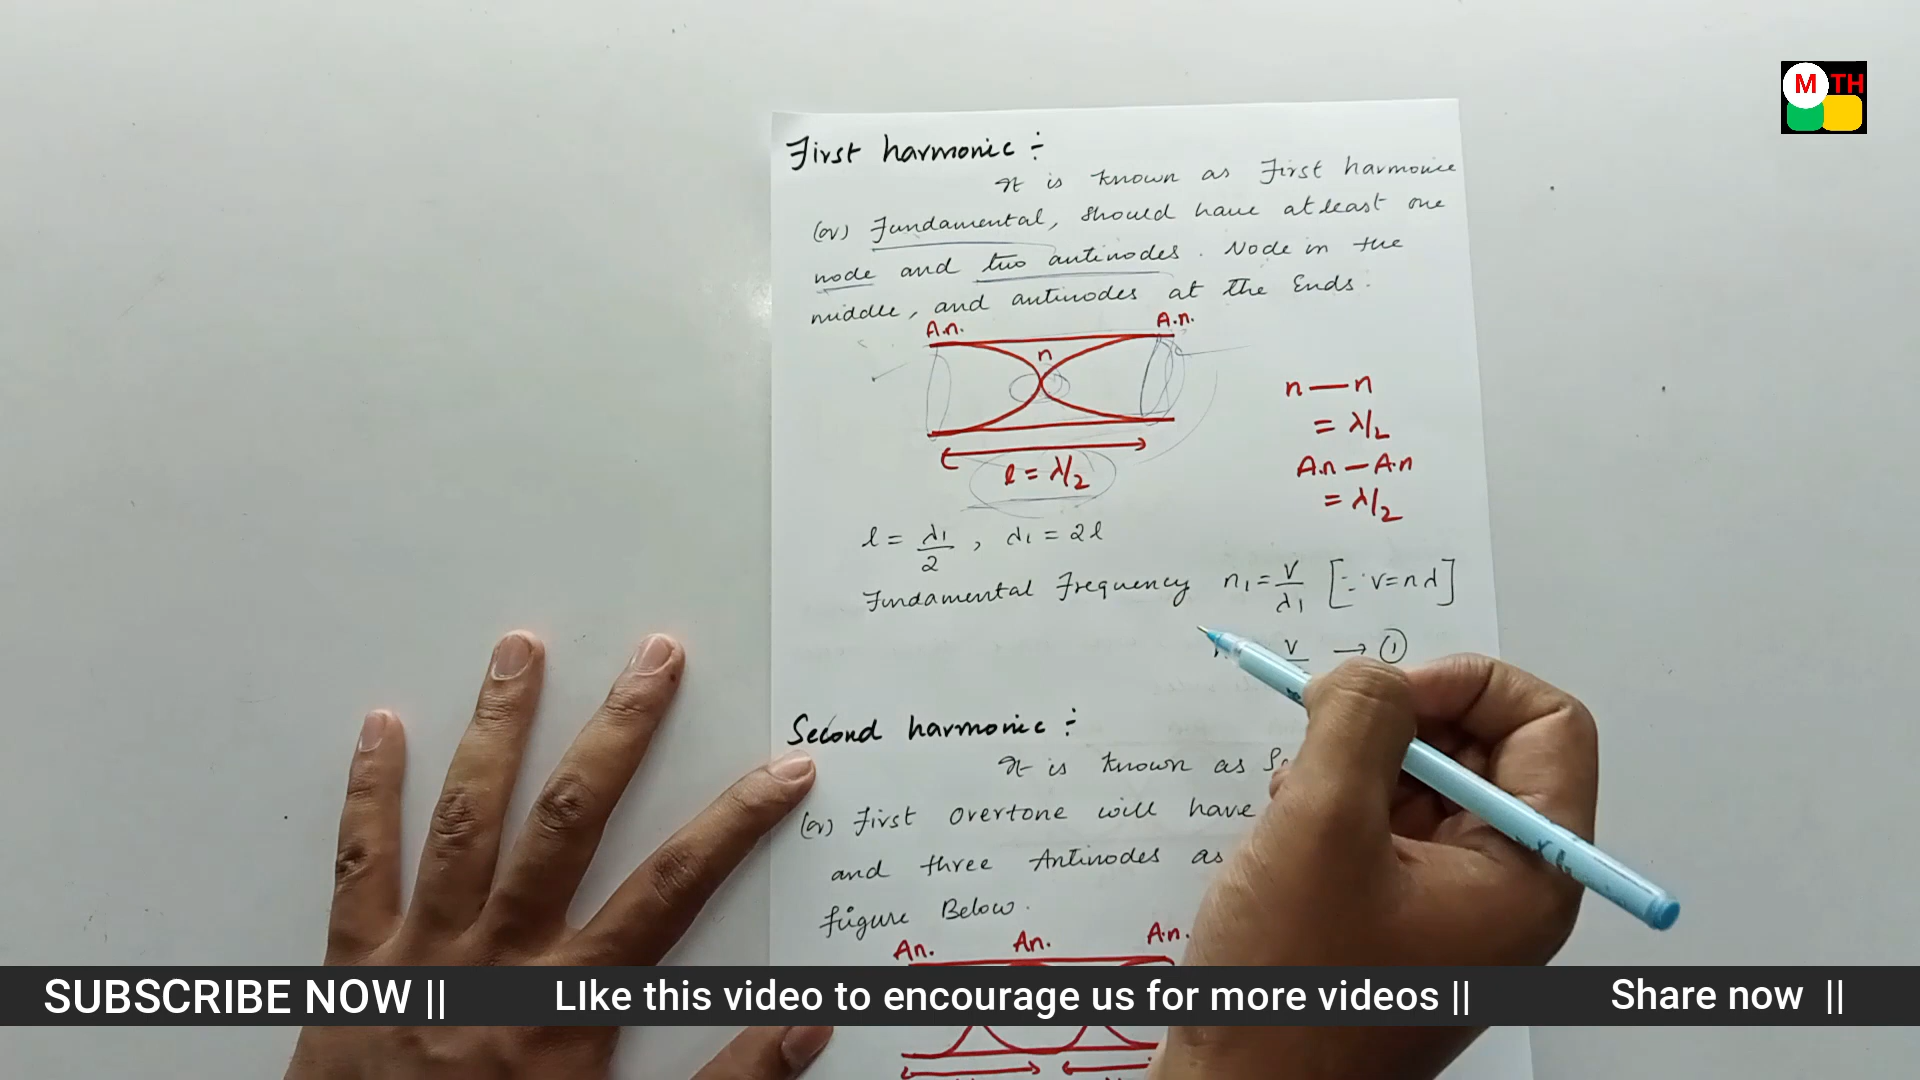 M TH
First harmonic :-
It is known as First harmonic
(or) Fundamental, should have atleast one
node and two antinodes. Node in the
middle, and antinodes at the Ends.
A.n. A.n.
n
l = λ/2
n — n
= λ/2
A.n — A.n
= λ/2
l = λ1/2 , λ1 = 2l
Fundamental Frequency n1 = V/λ1 [∵ v = nλ]
v → ①
Second harmonic :-
It is known as
(or) First overtone will have
and three Antinodes as
figure Below.
An. An. A.n.
SUBSCRIBE NOW || LIke this video to encourage us for more videos || Share now ||